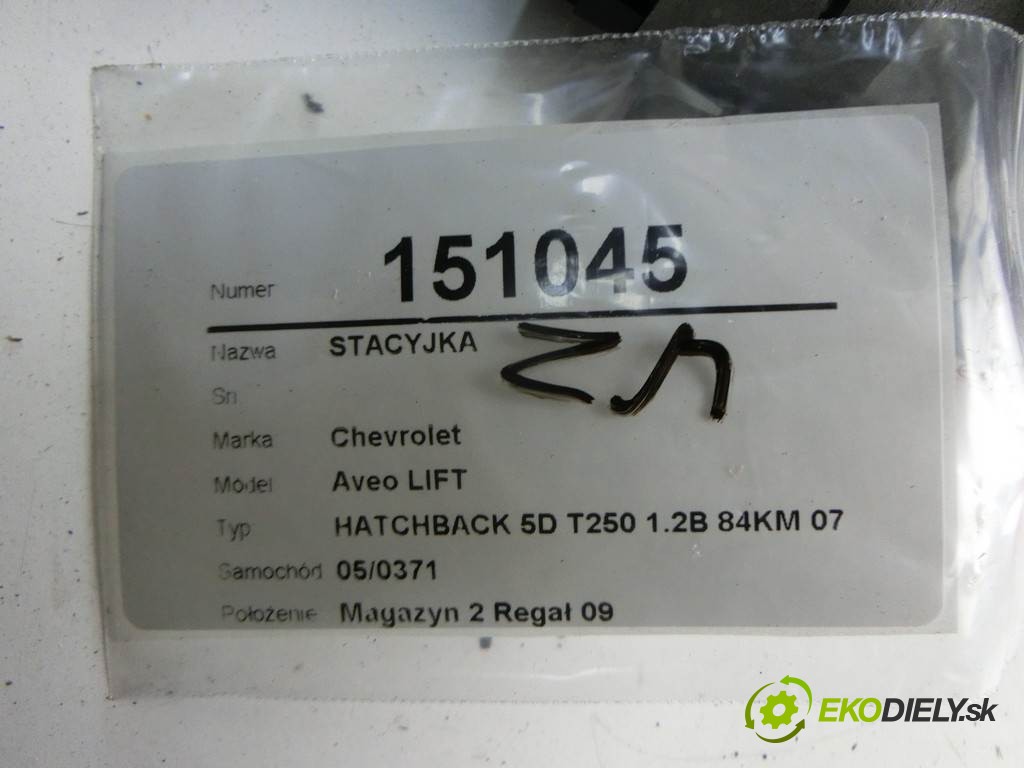 Numer 151045
Nazwa STACYJKA
Sn
Marka Chevrolet
Model Aveo LIFT
Typ HATCHBACK 5D T250 1.2B 84KM 07
Samochód 05/0371
Położenie Magazyn 2 Regał 09
EKODIELY.sk